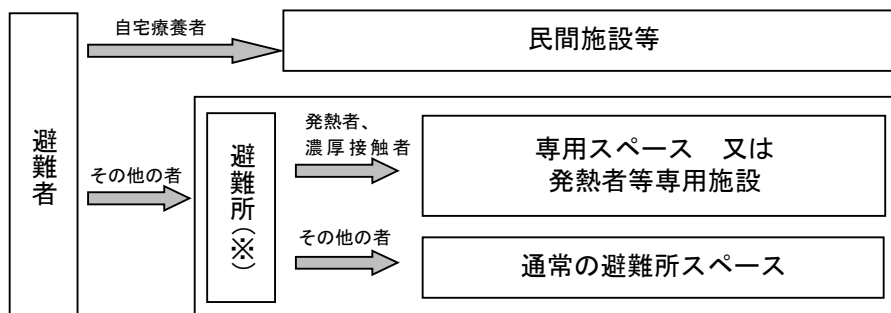 避難者
自宅療養者
民間施設等
その他の者
避難所(※)
発熱者、
濃厚接触者
専用スペース　又は
発熱者等専用施設
その他の者
通常の避難所スペース